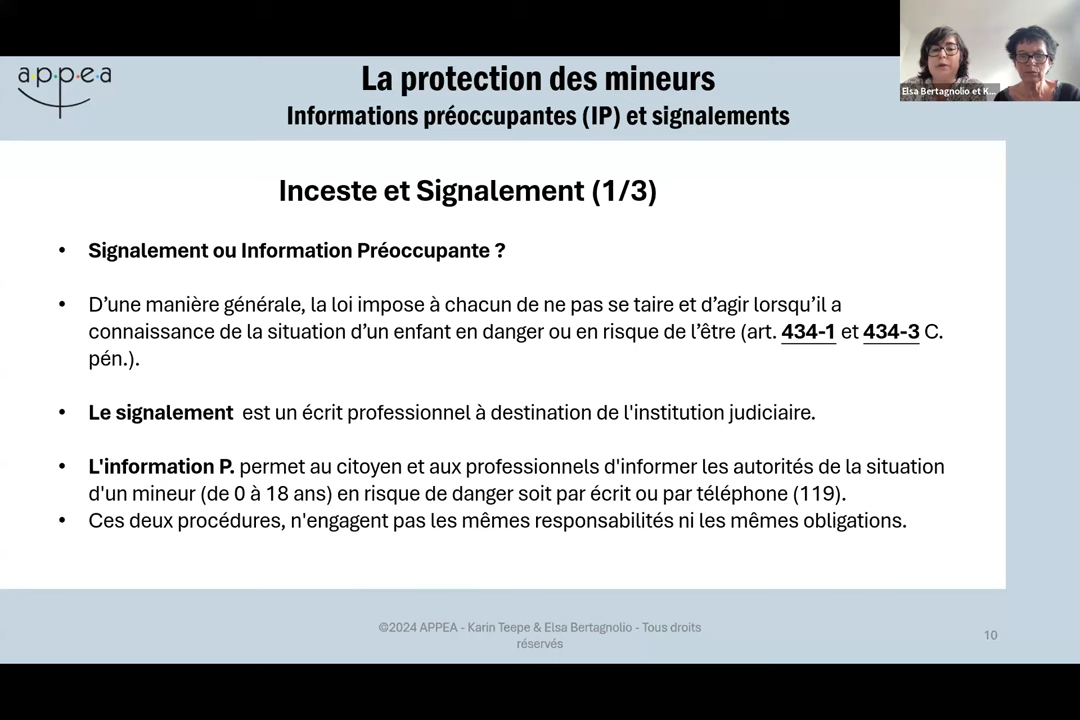 appea
La protection des mineurs
Informations préoccupantes (IP) et signalements
Elsa Bertagnolio et K...
Inceste et Signalement (1/3)
• Signalement ou Information Préoccupante ?
• D’une manière générale, la loi impose à chacun de ne pas se taire et d’agir lorsqu’il a
connaissance de la situation d’un enfant en danger ou en risque de l’être (art. 434-1 et 434-3 C.
pén.).
• Le signalement est un écrit professionnel à destination de l'institution judiciaire.
• L'information P. permet au citoyen et aux professionnels d'informer les autorités de la situation
d'un mineur (de 0 à 18 ans) en risque de danger soit par écrit ou par téléphone (119).
• Ces deux procédures, n'engagent pas les mêmes responsabilités ni les mêmes obligations.
©2024 APPEA - Karin Teepe & Elsa Bertagnolio - Tous droits
réservés
10